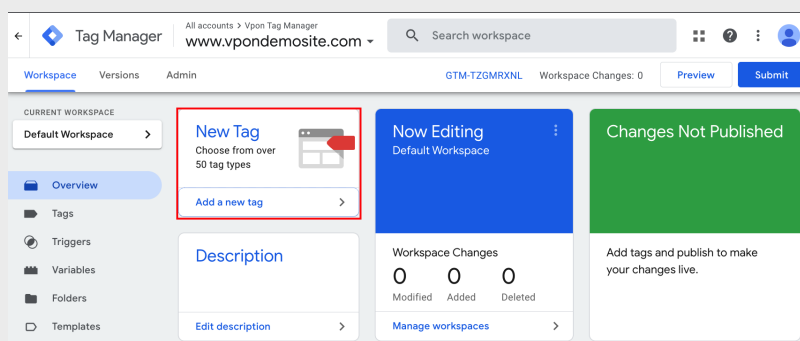 All accounts > Vpon Tag Manager
Tag Manager
www.vpondemosite.com
Search workspace
Workspace
Versions
Admin
GTM-TZGMRXNL
Workspace Changes: 0
Preview
Submit
CURRENT WORKSPACE
Default Workspace
Overview
Tags
Triggers
Variables
Folders
Templates
New Tag
Choose from over
50 tag types
Add a new tag
Description
Edit description
Now Editing
Default Workspace
Workspace Changes
0 0 0
Modified Added Deleted
Manage workspaces
Changes Not Published
Add tags and publish to make
your changes live.